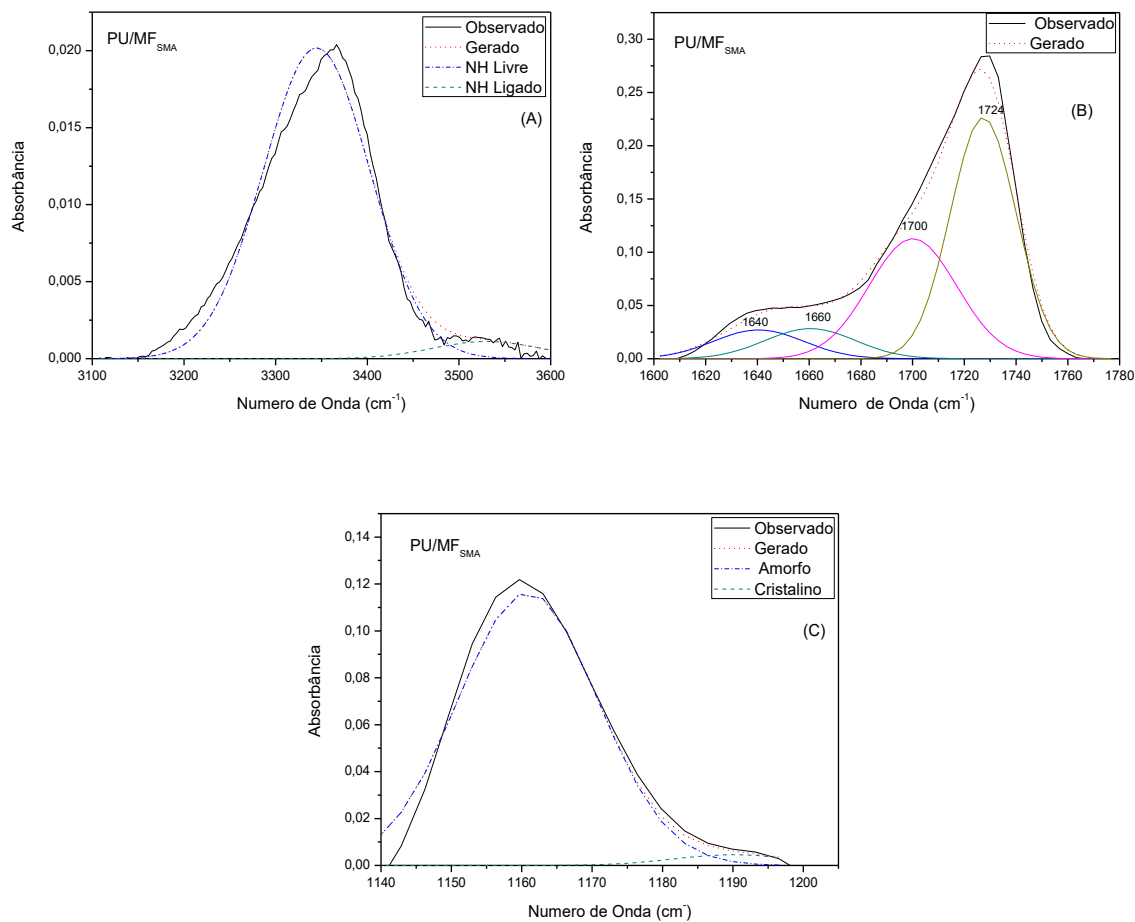 PU/MF_SMA
Observado
Gerado
NH Livre
NH Ligado
(A)
0,020
0,015
0,010
0,005
0,000
Absorbância
3100 3200 3300 3400 3500 3600
Numero de Onda (cm⁻¹)
PU/MF_SMA
Observado
Gerado
(B)
0,30
0,25
0,20
0,15
0,10
0,05
0,00
Absorbância
1724
1700
1640
1660
1600 1620 1640 1660 1680 1700 1720 1740 1760 1780
Numero de Onda (cm⁻¹)
PU/MF_SMA
Observado
Gerado
Amorfo
Cristalino
(C)
0,14
0,12
0,10
0,08
0,06
0,04
0,02
0,00
Absorbância
1140 1150 1160 1170 1180 1190 1200
Numero de Onda (cm⁻)